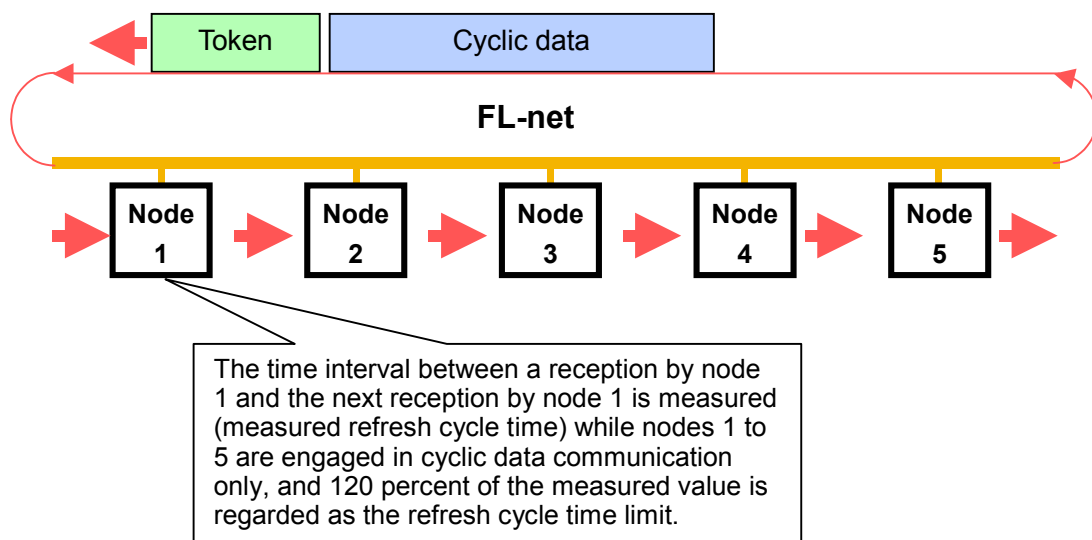 Token
Cyclic data
FL-net
Node
1
Node
2
Node
3
Node
4
Node
5
The time interval between a reception by node
1 and the next reception by node 1 is measured
(measured refresh cycle time) while nodes 1 to
5 are engaged in cyclic data communication
only, and 120 percent of the measured value is
regarded as the refresh cycle time limit.